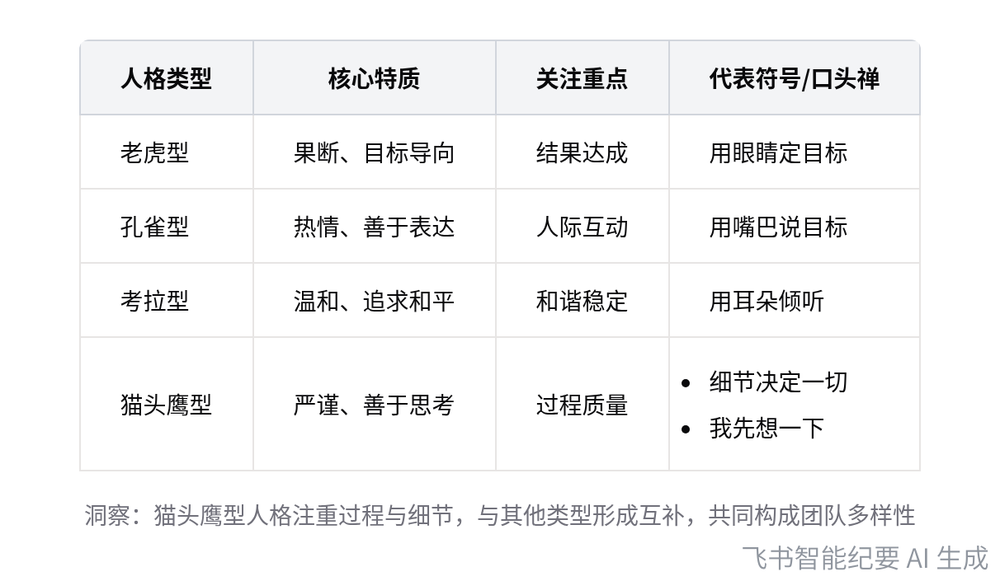 人格类型 核心特质 关注重点 代表符号/口头禅
老虎型 果断、目标导向 结果达成 用眼睛定目标
孔雀型 热情、善于表达 人际互动 用嘴巴说目标
考拉型 温和、追求和平 和谐稳定 用耳朵倾听
猫头鹰型 严谨、善于思考 过程质量
• 细节决定一切
• 我先想一下
洞察：猫头鹰型人格注重过程与细节，与其他类型形成互补，共同构成团队多样性
飞书智能纪要 AI 生成